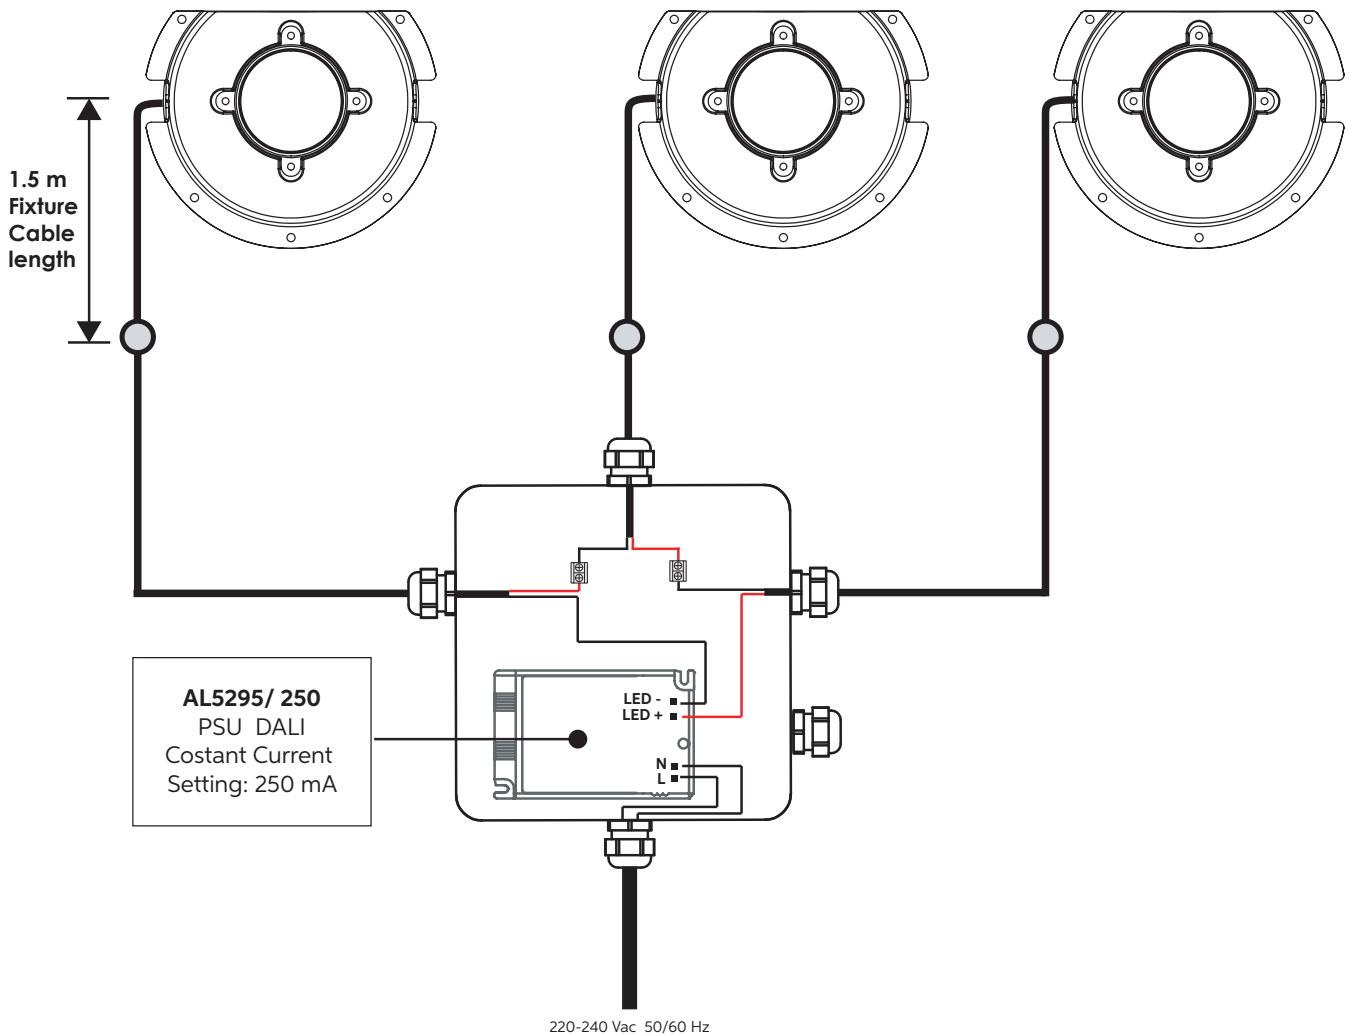 1.5 m
Fixture
Cable
length
AL5295/ 250
PSU DALI
Costant Current
Setting: 250 mA
LED -
LED +
N
L
220-240 Vac 50/60 Hz